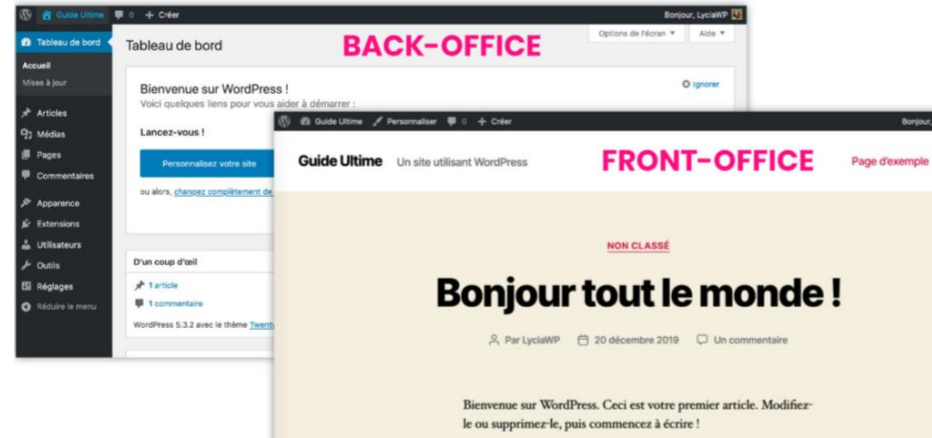 Guide Ultime 0 + Créer Bonjour, LyciaWP
Tableau de bord
Accueil
Mises à jour
Articles
Médias
Pages
Commentaires
Apparence
Extensions
Utilisateurs
Outils
Réglages
Réduire le menu
Options de l'écran ▼ Aide ▼
Tableau de bord
BACK-OFFICE
Bienvenue sur WordPress !
Ignorer
Voici quelques liens pour vous aider à démarrer :
Lancez-vous !
Personnalisez votre site
ou alors, changez complètement de
D'un coup d'œil
1 article
1 commentaire
WordPress 5.3.2 avec le thème Twent
Guide Ultime Personnaliser 0 + Créer Bonjour,
Guide Ultime Un site utilisant WordPress FRONT-OFFICE Page d'exemple
NON CLASSÉ
Bonjour tout le monde !
Par LyciaWP 20 décembre 2019 Un commentaire
Bienvenue sur WordPress. Ceci est votre premier article. Modifiez-
le ou supprimez-le, puis commencez à écrire !